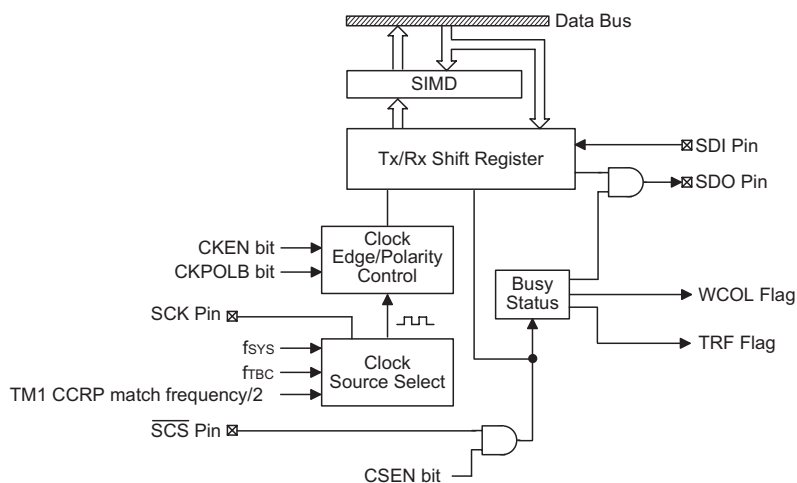 Data Bus
SIMD
Tx/Rx Shift Register
SDI Pin
SDO Pin
CKEN bit
CKPOLB bit
Clock
Edge/Polarity
Control
Busy
Status
WCOL Flag
TRF Flag
SCK Pin
fSYS
fTBC
TM1 CCRP match frequency/2
Clock
Source Select
SCS Pin
CSEN bit